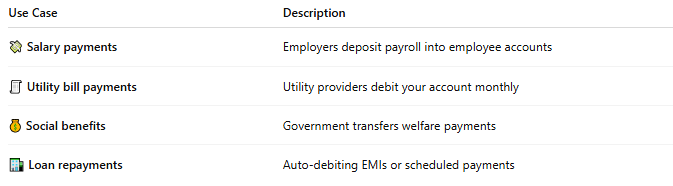 Use Case Description
💸 Salary payments Employers deposit payroll into employee accounts
🧾 Utility bill payments Utility providers debit your account monthly
💰 Social benefits Government transfers welfare payments
🏦 Loan repayments Auto-debiting EMIs or scheduled payments